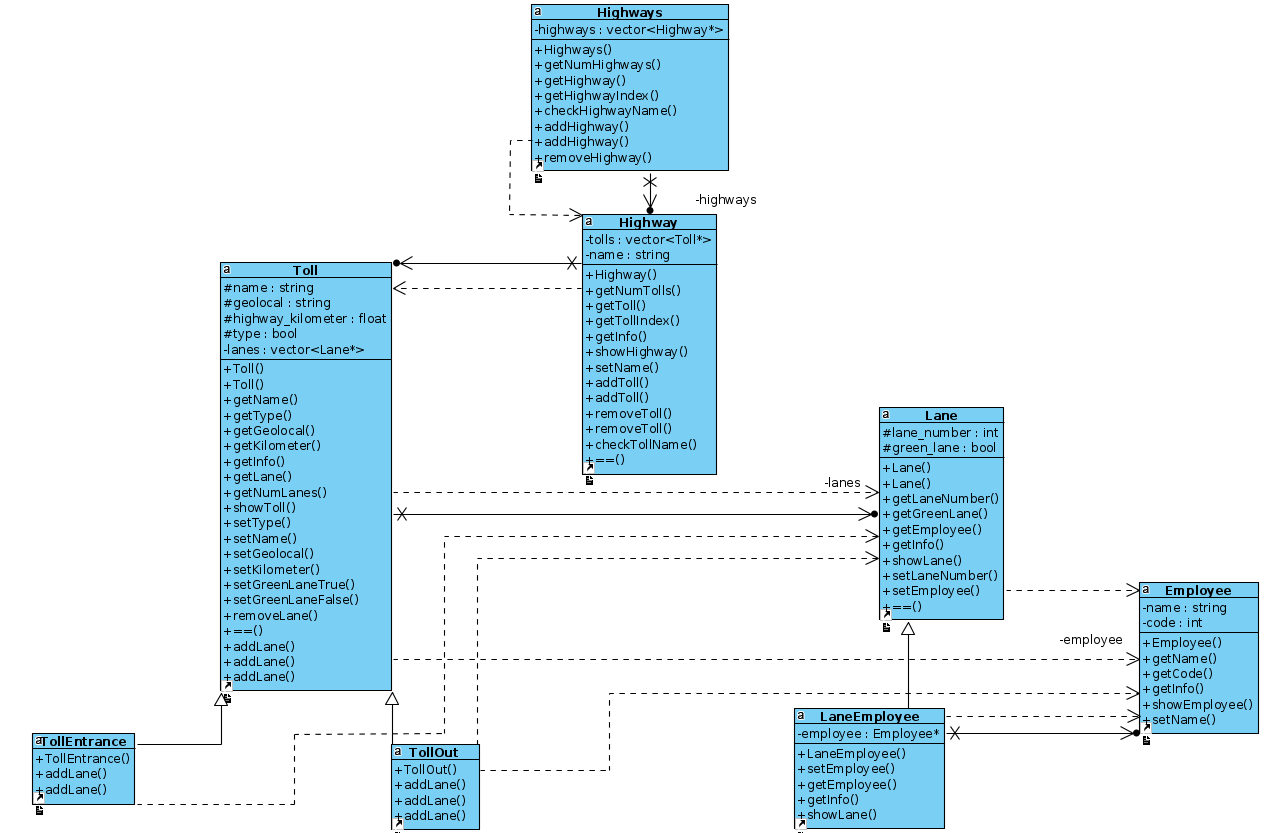 a
Highways
-highways : vector<Highway*>
+Highways()
+getNumHighways()
+getHighway()
+getHighwayIndex()
+checkHighwayName()
+addHighway()
+addHighway()
+removeHighway()
-highways
a
Highway
-tolls : vector<Toll*>
-name : string
+Highway()
+getNumTolls()
+getToll()
+getTollIndex()
+getInfo()
+showHighway()
+setName()
+addToll()
+addToll()
+removeToll()
+removeToll()
+checkTollName()
+==()
a
Toll
#name : string
#geolocal : string
#highway_kilometer : float
#type : bool
-lanes : vector<Lane*>
+Toll()
+Toll()
+getName()
+getType()
+getGeolocal()
+getKilometer()
+getInfo()
+getLane()
+getNumLanes()
+showToll()
+setType()
+setName()
+setGeolocal()
+setKilometer()
+setGreenLaneTrue()
+setGreenLaneFalse()
+removeLane()
+==()
+addLane()
+addLane()
+addLane()
-lanes
a
Lane
#lane_number : int
#green_lane : bool
+Lane()
+Lane()
+getLaneNumber()
+getGreenLane()
+getEmployee()
+getInfo()
+showLane()
+setLaneNumber()
+setEmployee()
+==()
-employee
a
Employee
-name : string
-code : int
+Employee()
+getName()
+getCode()
+getInfo()
+showEmployee()
+setName()
a
TollEntrance
+TollEntrance()
+addLane()
+addLane()
a
TollOut
+TollOut()
+addLane()
+addLane()
+addLane()
a
LaneEmployee
-employee : Employee*
+LaneEmployee()
+setEmployee()
+getEmployee()
+getInfo()
+showLane()